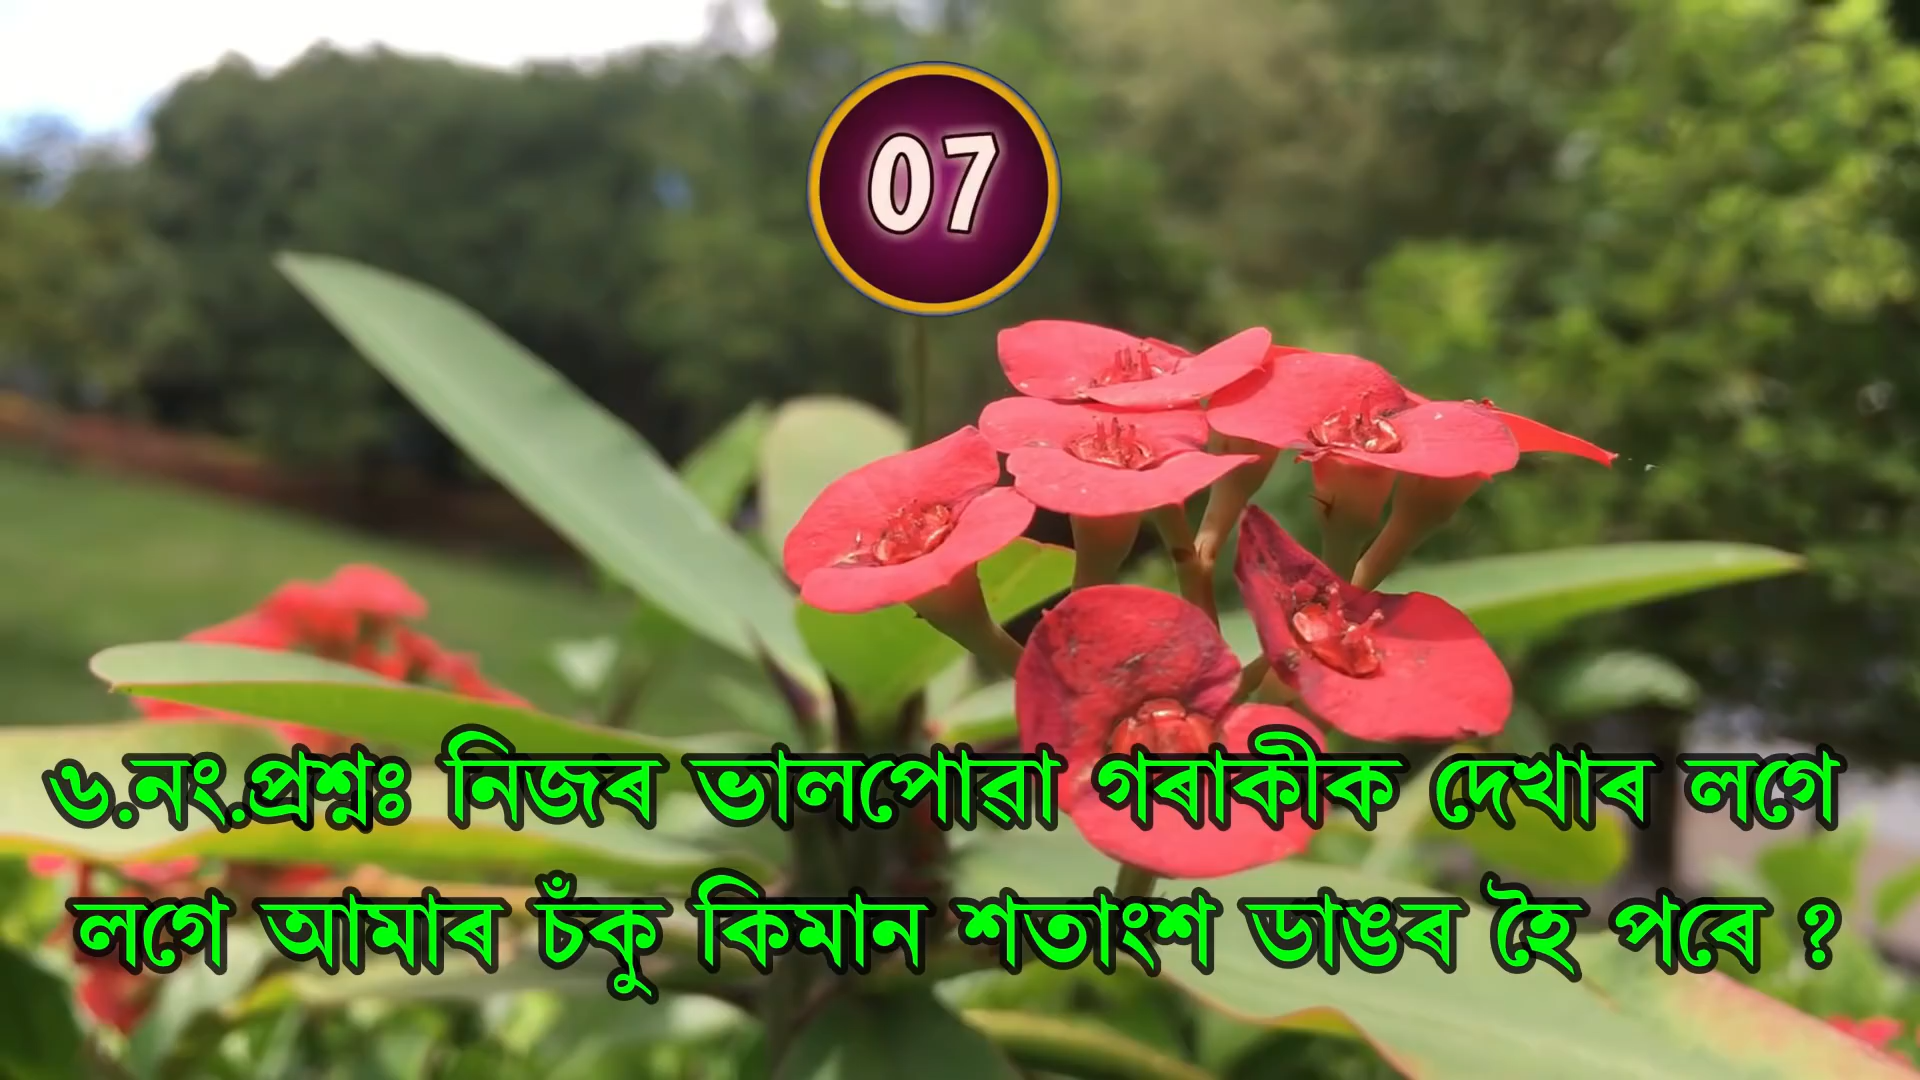 07
৬.নং.প্ৰশ্নঃ নিজৰ ভালপোৱা গৰাকীক দেখাৰ লগে
লগে আমাৰ চঁকু কিমান শতাংশ ডাঙৰ হৈ পৰে ?